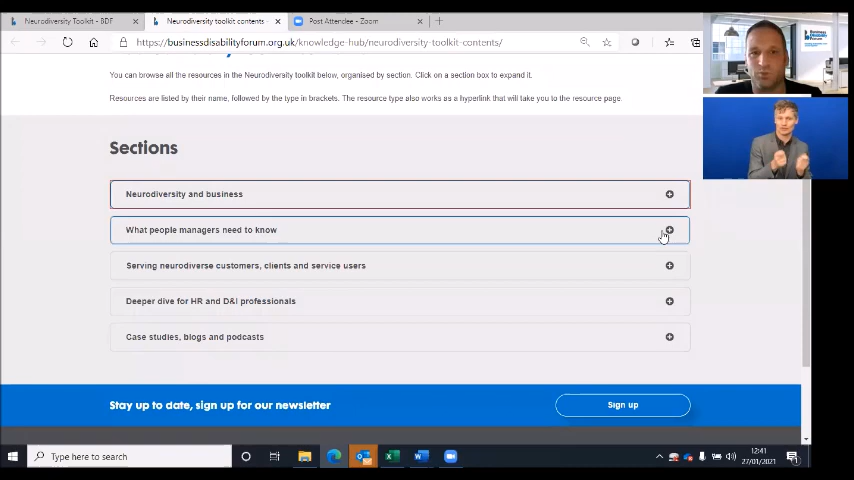 Neurodiversity Toolkit - BDF
Neurodiversity toolkit contents -
Post Attendee - Zoom
https://businessdisabilityforum.org.uk/knowledge-hub/neurodiversity-toolkit-contents/
You can browse all the resources in the Neurodiversity toolkit below, organised by section. Click on a section box to expand it.
Resources are listed by their name, followed by the type in brackets. The resource type also works as a hyperlink that will take you to the resource page.
Sections
Neurodiversity and business
What people managers need to know
Serving neurodiverse customers, clients and service users
Deeper dive for HR and D&I professionals
Case studies, blogs and podcasts
Stay up to date, sign up for our newsletter
Sign up
Type here to search
12:41
27/01/2021